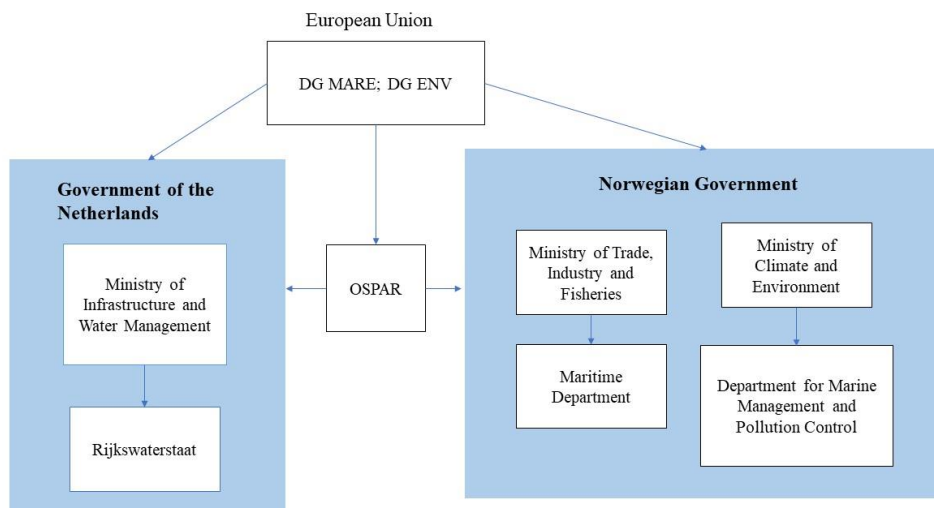 European Union
DG MARE; DG ENV
Government of the
Netherlands
Ministry of
Infrastructure and
Water Management
Rijkswaterstaat
OSPAR
Norwegian Government
Ministry of Trade,
Industry and
Fisheries
Maritime
Department
Ministry of
Climate and
Environment
Department for Marine
Management and
Pollution Control